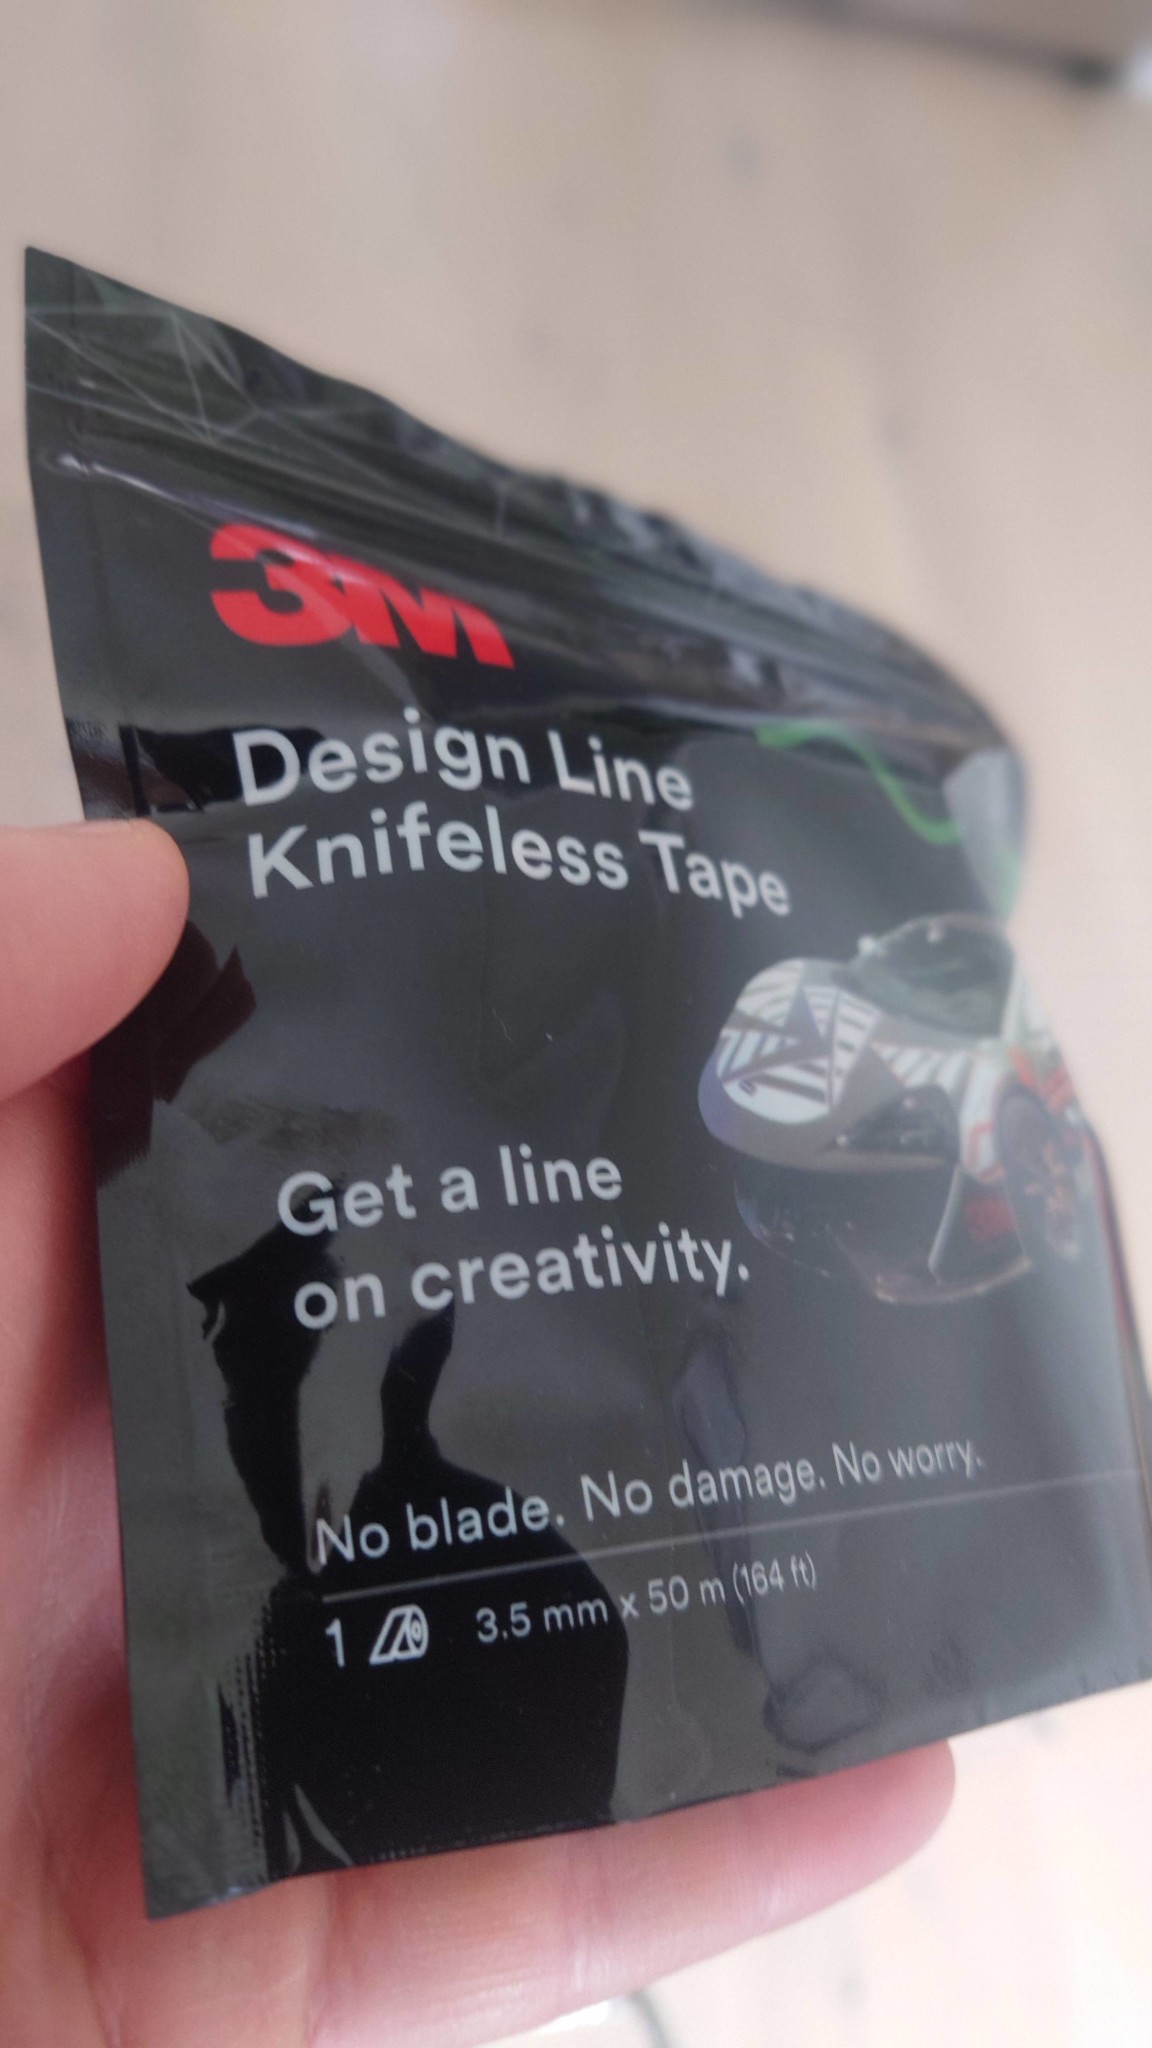 3M
Design Line
Knifeless Tape
Get a line
on creativity.
No blade. No damage. No worry.
1 3.5 mm x 50 m (164 ft)